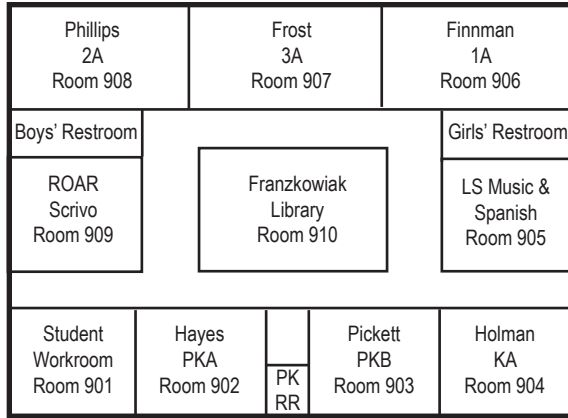 Phillips
2A
Room 908
Frost
3A
Room 907
Finnman
1A
Room 906
Boys' Restroom
Girls' Restroom
ROAR
Scrivo
Room 909
Franzkowiak
Library
Room 910
LS Music &
Spanish
Room 905
Student
Workroom
Room 901
Hayes
PKA
Room 902
PK
RR
Pickett
PKB
Room 903
Holman
KA
Room 904